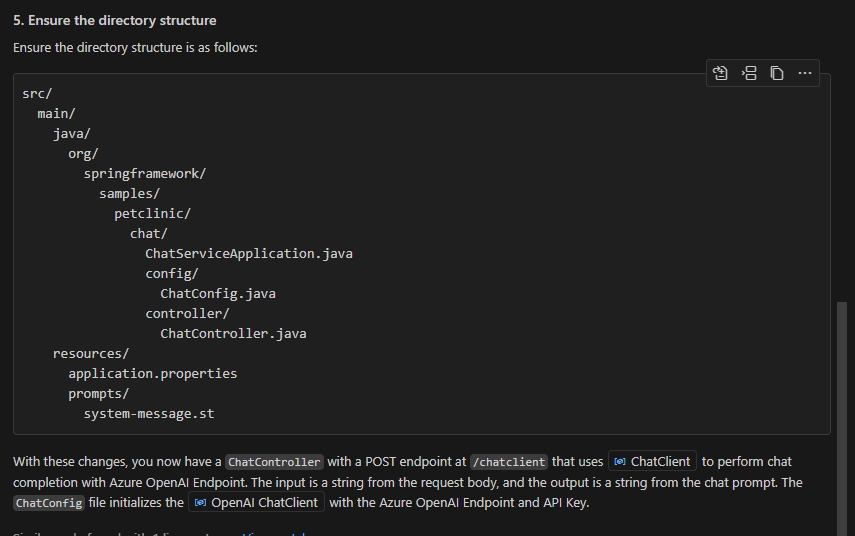 5. Ensure the directory structure
Ensure the directory structure is as follows:
src/
main/
java/
org/
springframework/
samples/
petclinic/
chat/
ChatServiceApplication.java
config/
ChatConfig.java
controller/
ChatController.java
resources/
application.properties
prompts/
system-message.st
With these changes, you now have a ChatController with a POST endpoint at /chatclient that uses ChatClient to perform chat
completion with Azure OpenAI Endpoint. The input is a string from the request body, and the output is a string from the chat prompt. The
ChatConfig file initializes the OpenAI ChatClient with the Azure OpenAI Endpoint and API Key.